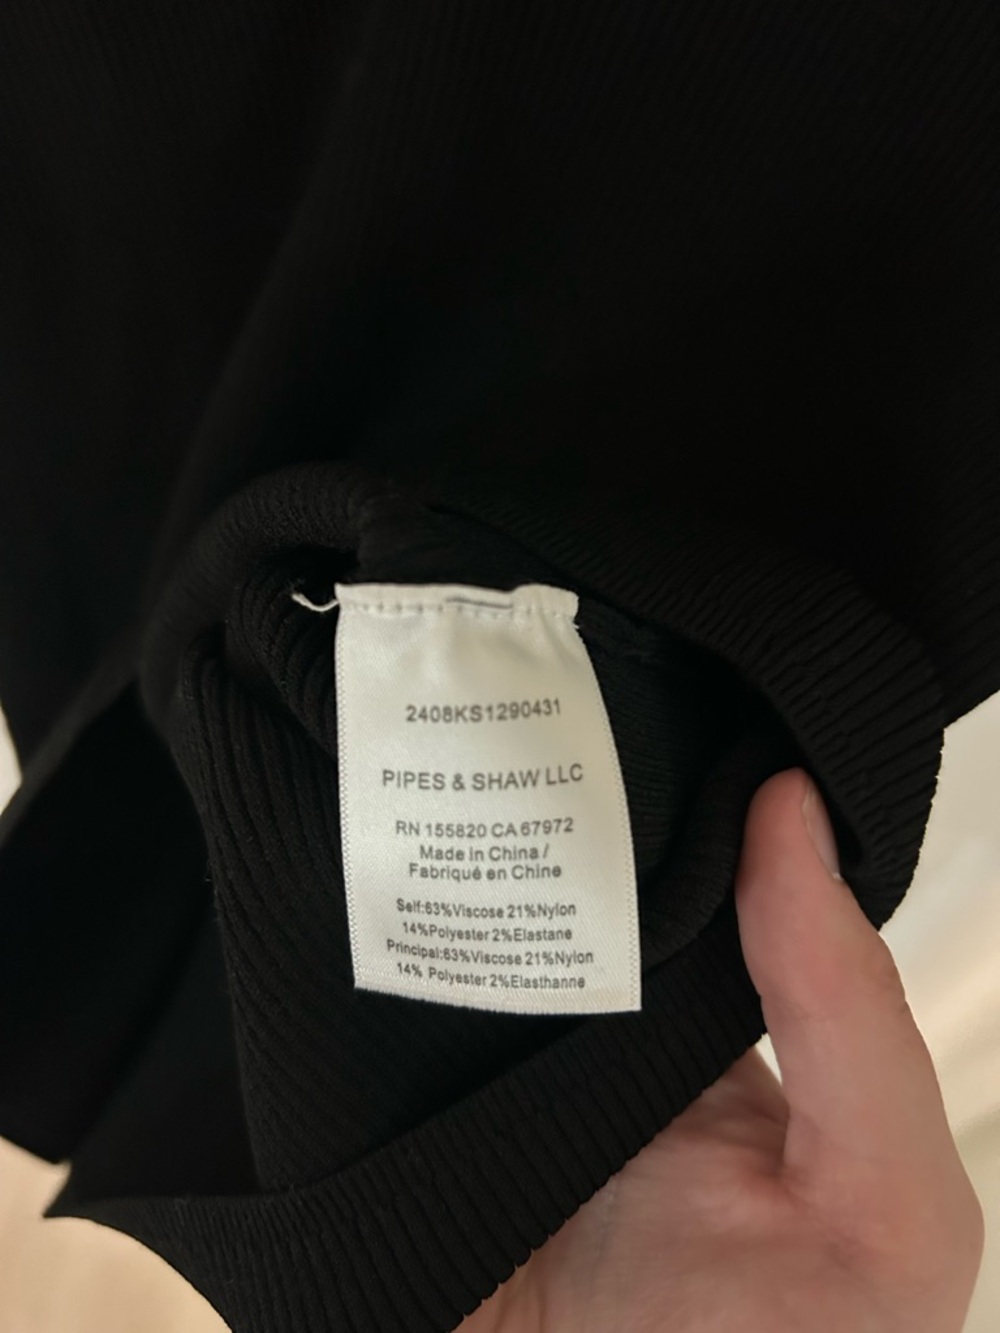 2408KS1290431
PIPES & SHAW LLC
RN 155820 CA 67972
Made in China /
Fabriqué en Chine
Self:63%Viscose 21%Nylon
14%Polyester 2%Elastane
Principal:63%Viscose 21%Nylon
14% Polyester 2%Elasthanne